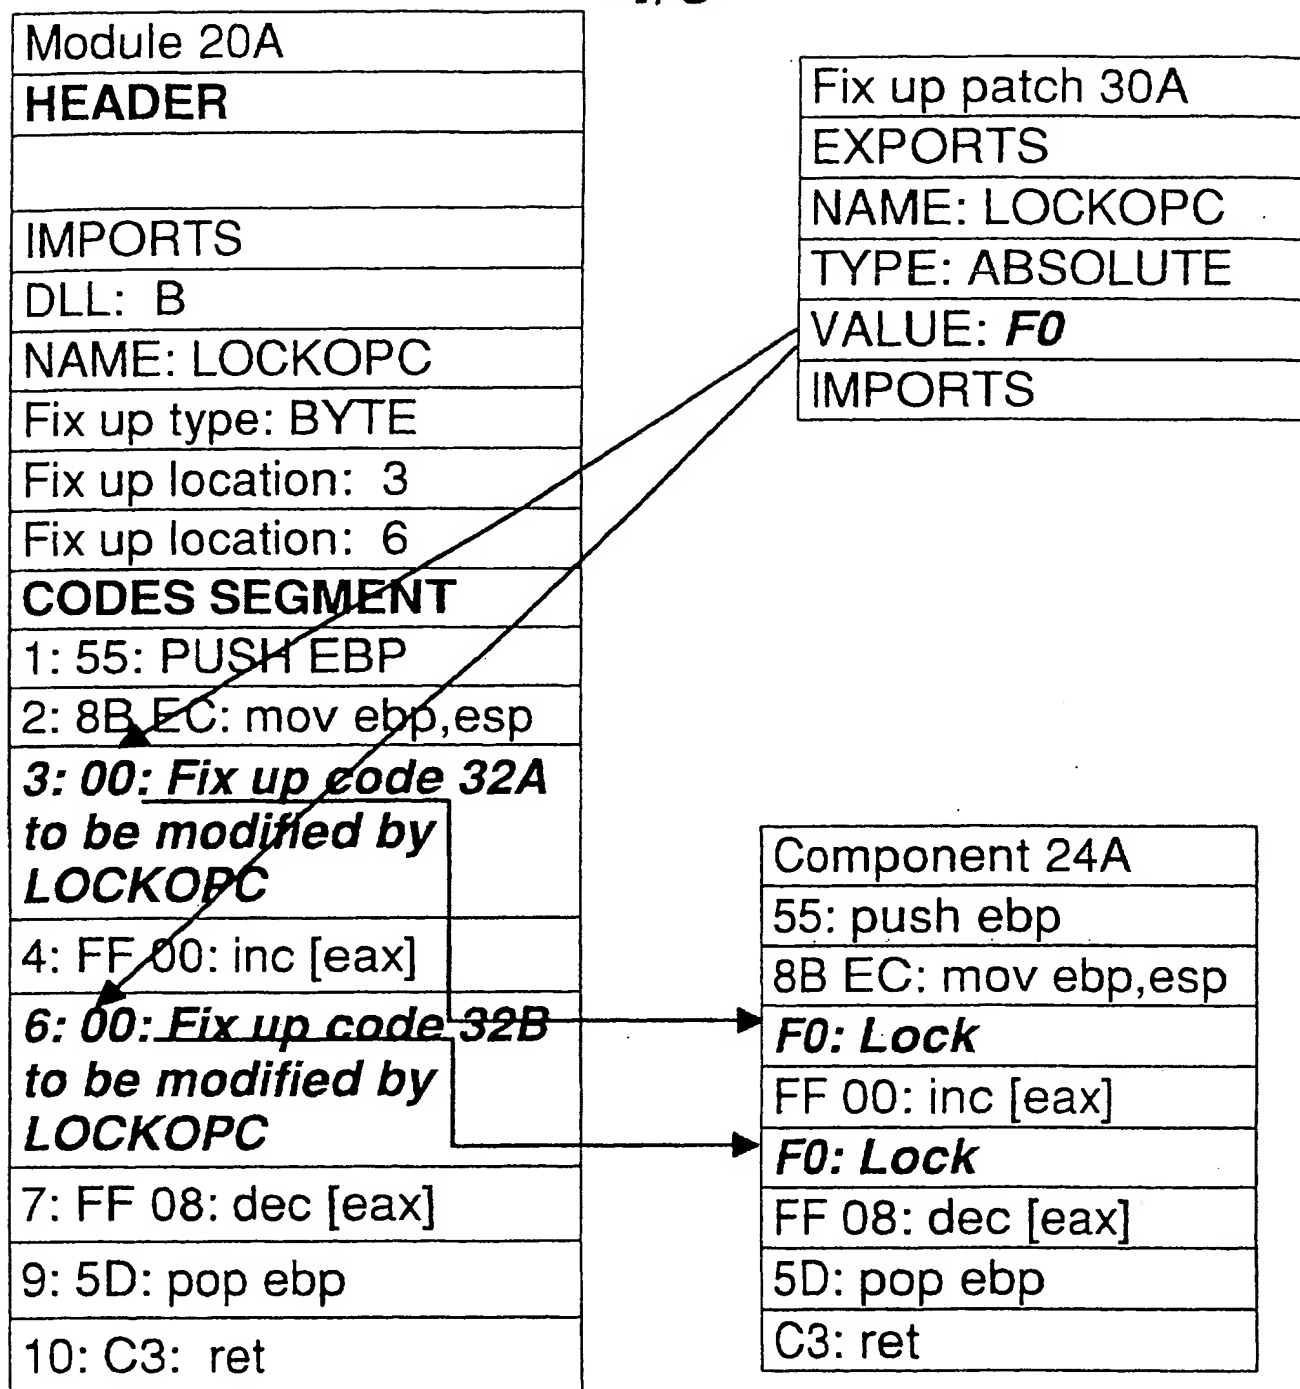 Module 20A
HEADER
IMPORTS
DLL: B
NAME: LOCKOPC
Fix up type: BYTE
Fix up location: 3
Fix up location: 6
CODES SEGMENT
1: 55: PUSH EBP
2: 8B EC: mov ebp,esp
3: 00: Fix up code 32A
to be modified by
LOCKOPC
4: FF 00: inc [eax]
6: 00: Fix up code 32B
to be modified by
LOCKOPC
7: FF 08: dec [eax]
9: 5D: pop ebp
10: C3: ret
Fix up patch 30A
EXPORTS
NAME: LOCKOPC
TYPE: ABSOLUTE
VALUE: F0
IMPORTS
Component 24A
55: push ebp
8B EC: mov ebp,esp
F0: Lock
FF 00: inc [eax]
F0: Lock
FF 08: dec [eax]
5D: pop ebp
C3: ret